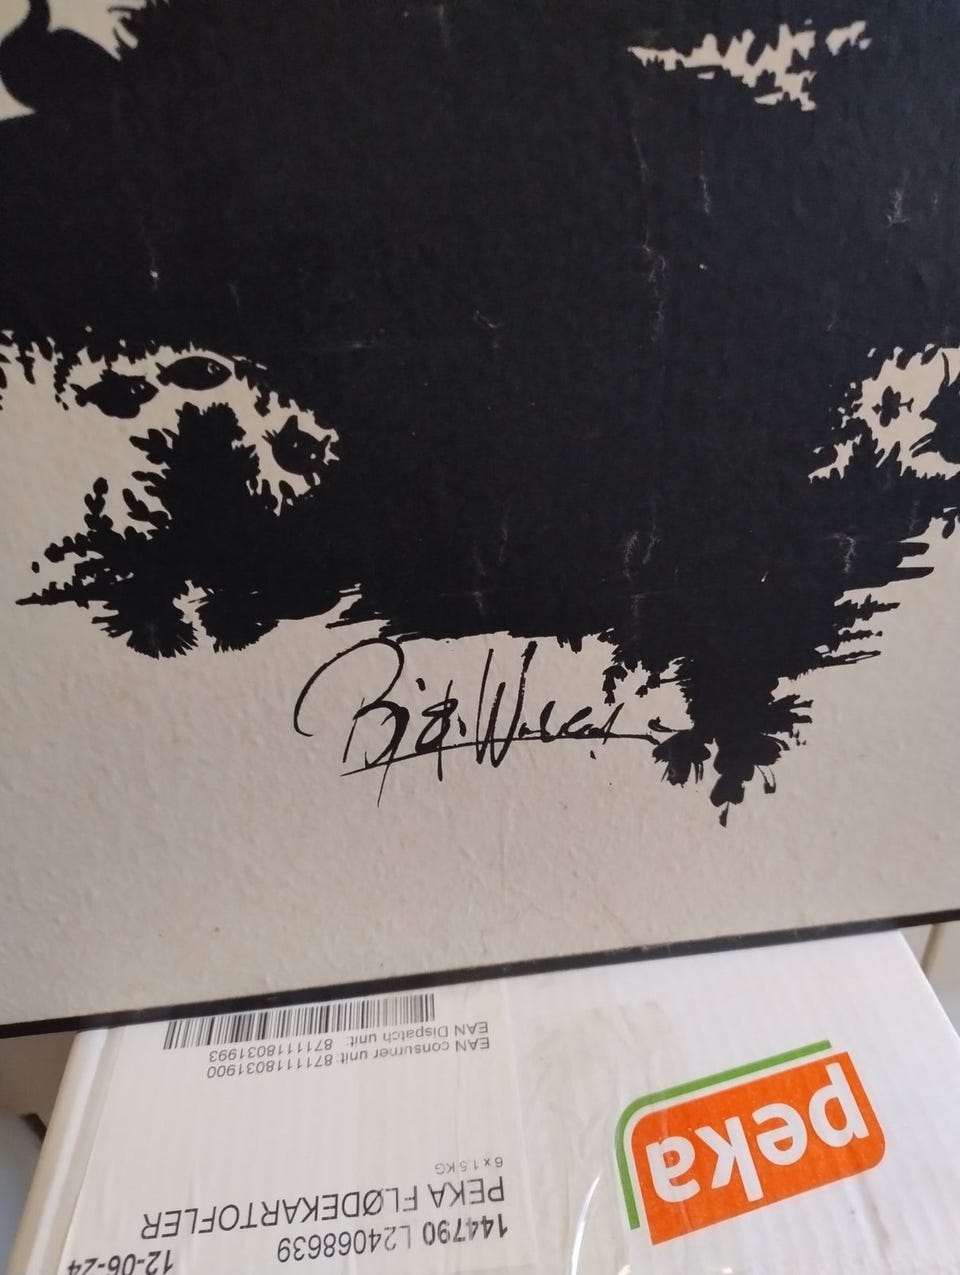 EAN Dispatch unit: 8711118031993
EAN consumer unit: 8711118031900
6 x 1.5 KG
PEKA FLØDEKARTOFLER
144790 L24068639
12-06-24
peka